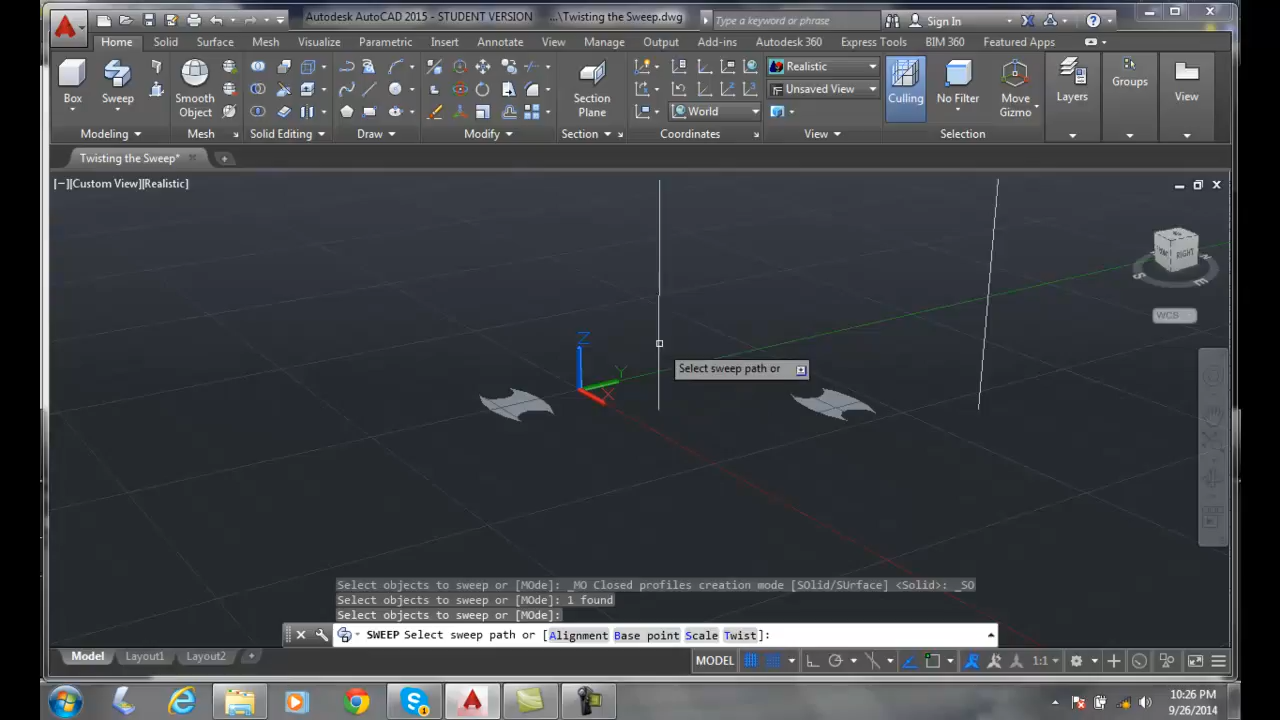 Autodesk AutoCAD 2015 - STUDENT VERSION ...\Twisting the Sweep.dwg Type a keyword or phrase Sign In
Home Solid Surface Mesh Visualize Parametric Insert Annotate View Manage Output Add-ins Autodesk 360 Express Tools BIM 360 Featured Apps
Realistic
Unsaved View
World
Box Sweep Smooth Object Section Plane Culling No Filter Move Gizmo Layers Groups View
Modeling Mesh Solid Editing Draw Modify Section Coordinates View Selection
Twisting the Sweep*
[−][Custom View][Realistic]
RIGHT
S
E
WCS
Z
Y
X
Select sweep path or
Select objects to sweep or [MOde]: _MO Closed profiles creation mode [SOlid/SUrface] <Solid>: _SO
Select objects to sweep or [MOde]: 1 found
Select objects to sweep or [MOde]:
SWEEP Select sweep path or [Alignment Base point Scale Twist]:
Model Layout1 Layout2 +
MODEL 1:1
10:26 PM
9/26/2014